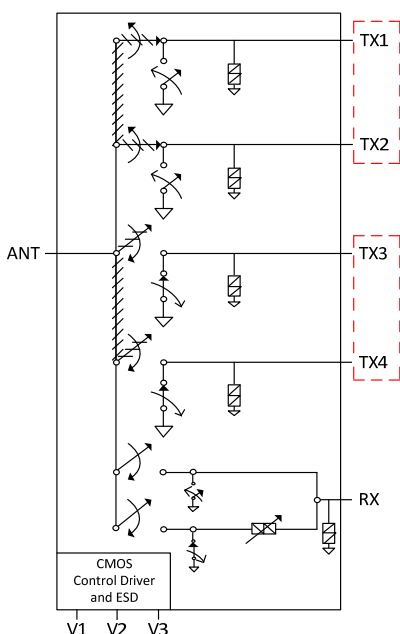 TX1
TX2
ANT
TX3
TX4
RX
CMOS
Control Driver
and ESD
V1 V2 V3